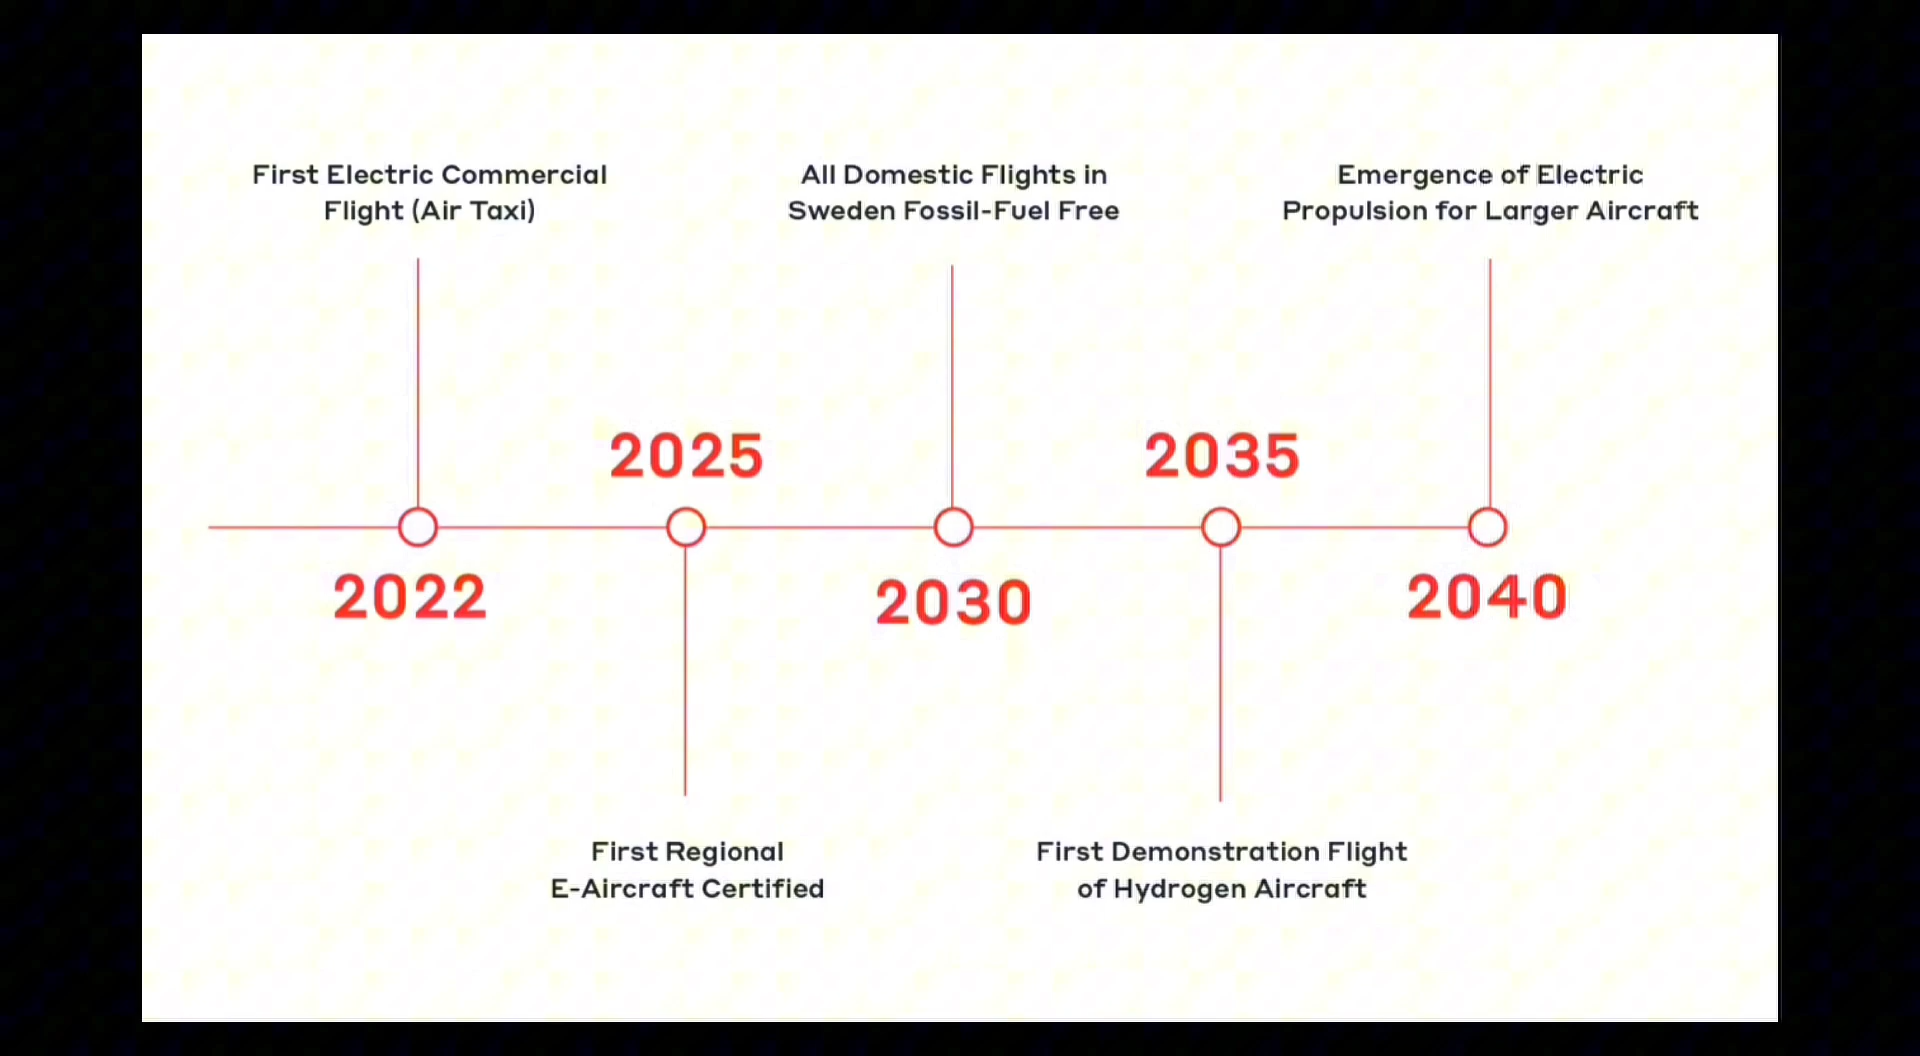 First Electric Commercial
Flight (Air Taxi)
All Domestic Flights in
Sweden Fossil-Fuel Free
Emergence of Electric
Propulsion for Larger Aircraft
2025
2035
2022
2030
2040
First Regional
E-Aircraft Certified
First Demonstration Flight
of Hydrogen Aircraft